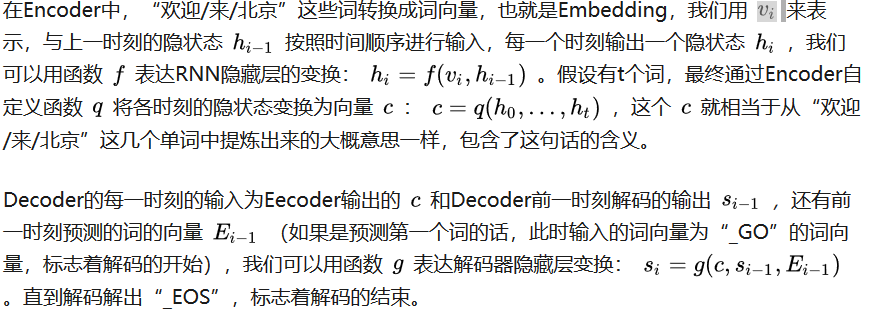 在Encoder中，“欢迎/来/北京”这些词转换成词向量，也就是Embedding，我们用 v_i 来表
示，与上一时刻的隐状态 h_{i-1} 按照时间顺序进行输入，每一个时刻输出一个隐状态 h_i ，我们
可以用函数 f 表达RNN隐藏层的变换： h_i = f(v_i, h_{i-1}) 。假设有t个词，最终通过Encoder自
定义函数 q 将各时刻的隐状态变换为向量 c ： c = q(h_0, . . . , h_t) ，这个 c 就相当于从“欢迎
/来/北京”这几个单词中提炼出来的大概意思一样，包含了这句话的含义。
Decoder的每一时刻的输入为Eecoder输出的 c 和Decoder前一时刻解码的输出 s_{i-1} ，还有前
一时刻预测的词的向量 E_{i-1} （如果是预测第一个词的话，此时输入的词向量为“_GO”的词向
量，标志着解码的开始），我们可以用函数 g 表达解码器隐藏层变换： s_i = g(c, s_{i-1}, E_{i-1})
。直到解码解出“_EOS”，标志着解码的结束。